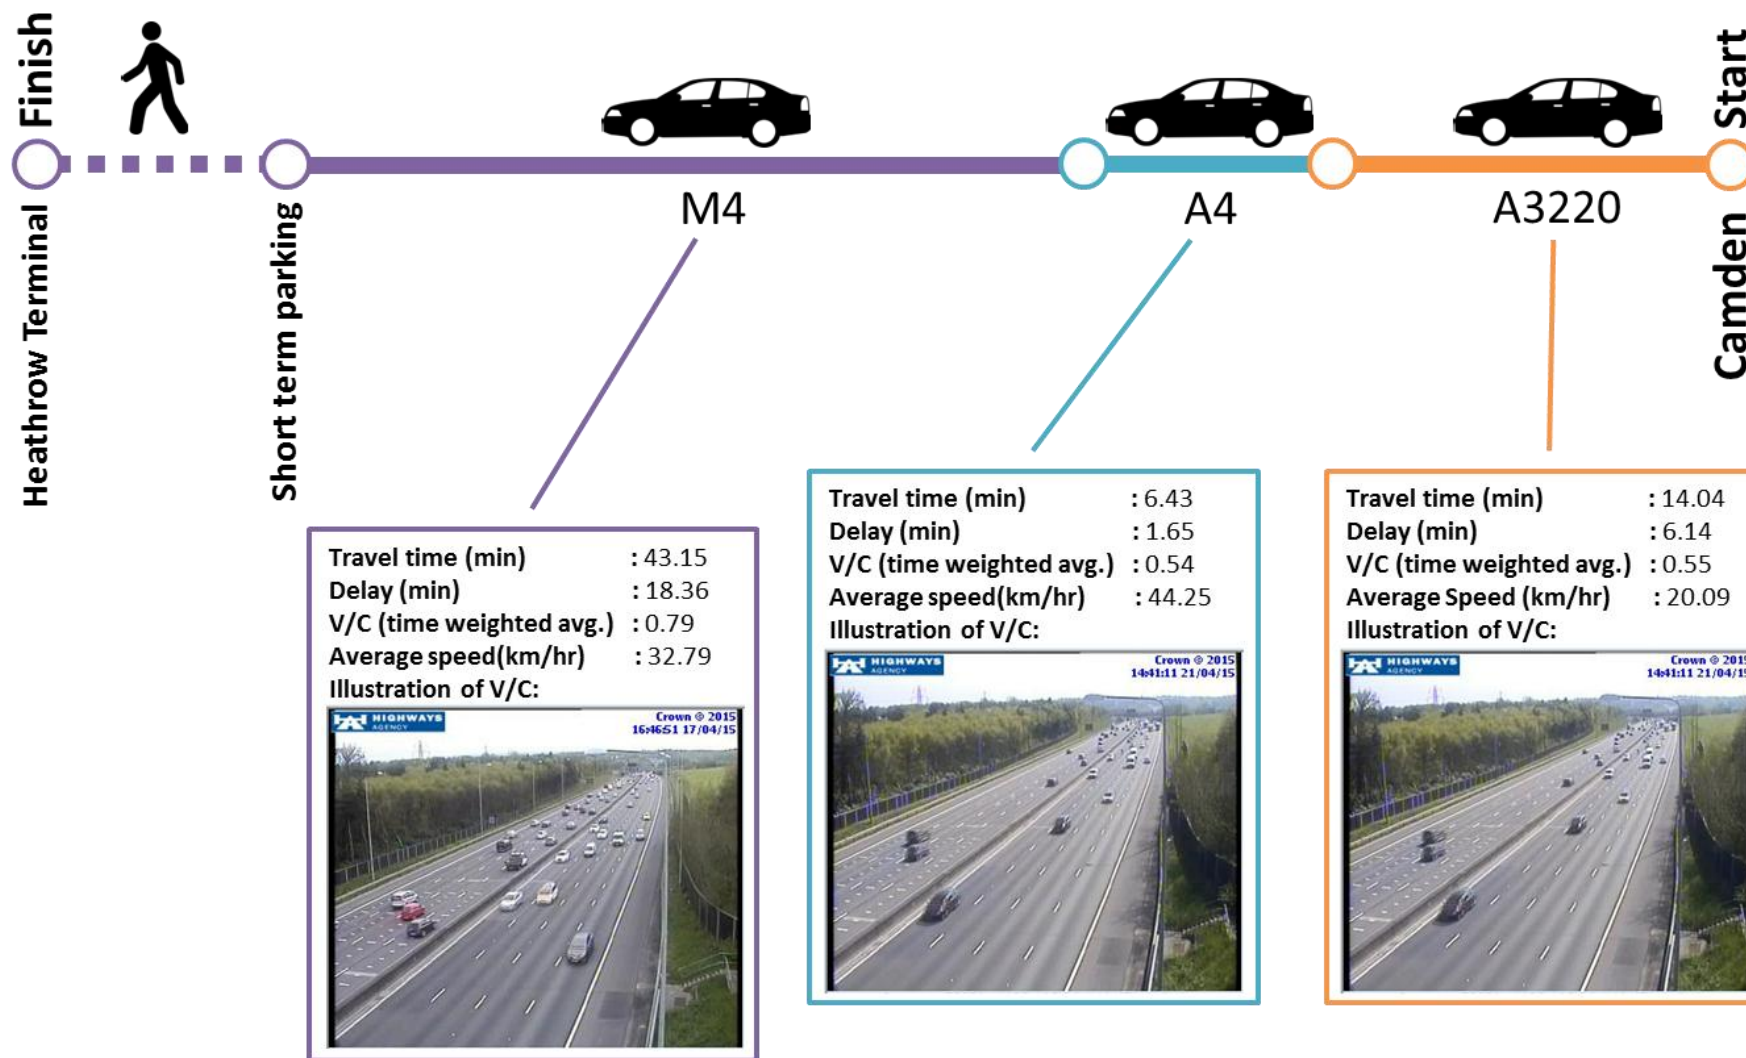 Finish
Heathrow Terminal
Short term parking
M4
A4
A3220
Start
Camden
Travel time (min) : 43.15
Delay (min) : 18.36
V/C (time weighted avg.) : 0.79
Average speed(km/hr) : 32.79
Illustration of V/C:
HIGHWAYS
AGENCY
Crown © 2015
16:46:51 17/04/15
Travel time (min) : 6.43
Delay (min) : 1.65
V/C (time weighted avg.) : 0.54
Average speed(km/hr) : 44.25
Illustration of V/C:
HIGHWAYS
AGENCY
Crown © 2015
14:41:11 21/04/15
Travel time (min) : 14.04
Delay (min) : 6.14
V/C (time weighted avg.) : 0.55
Average Speed (km/hr) : 20.09
Illustration of V/C:
HIGHWAYS
AGENCY
Crown © 2015
14:41:11 21/04/15